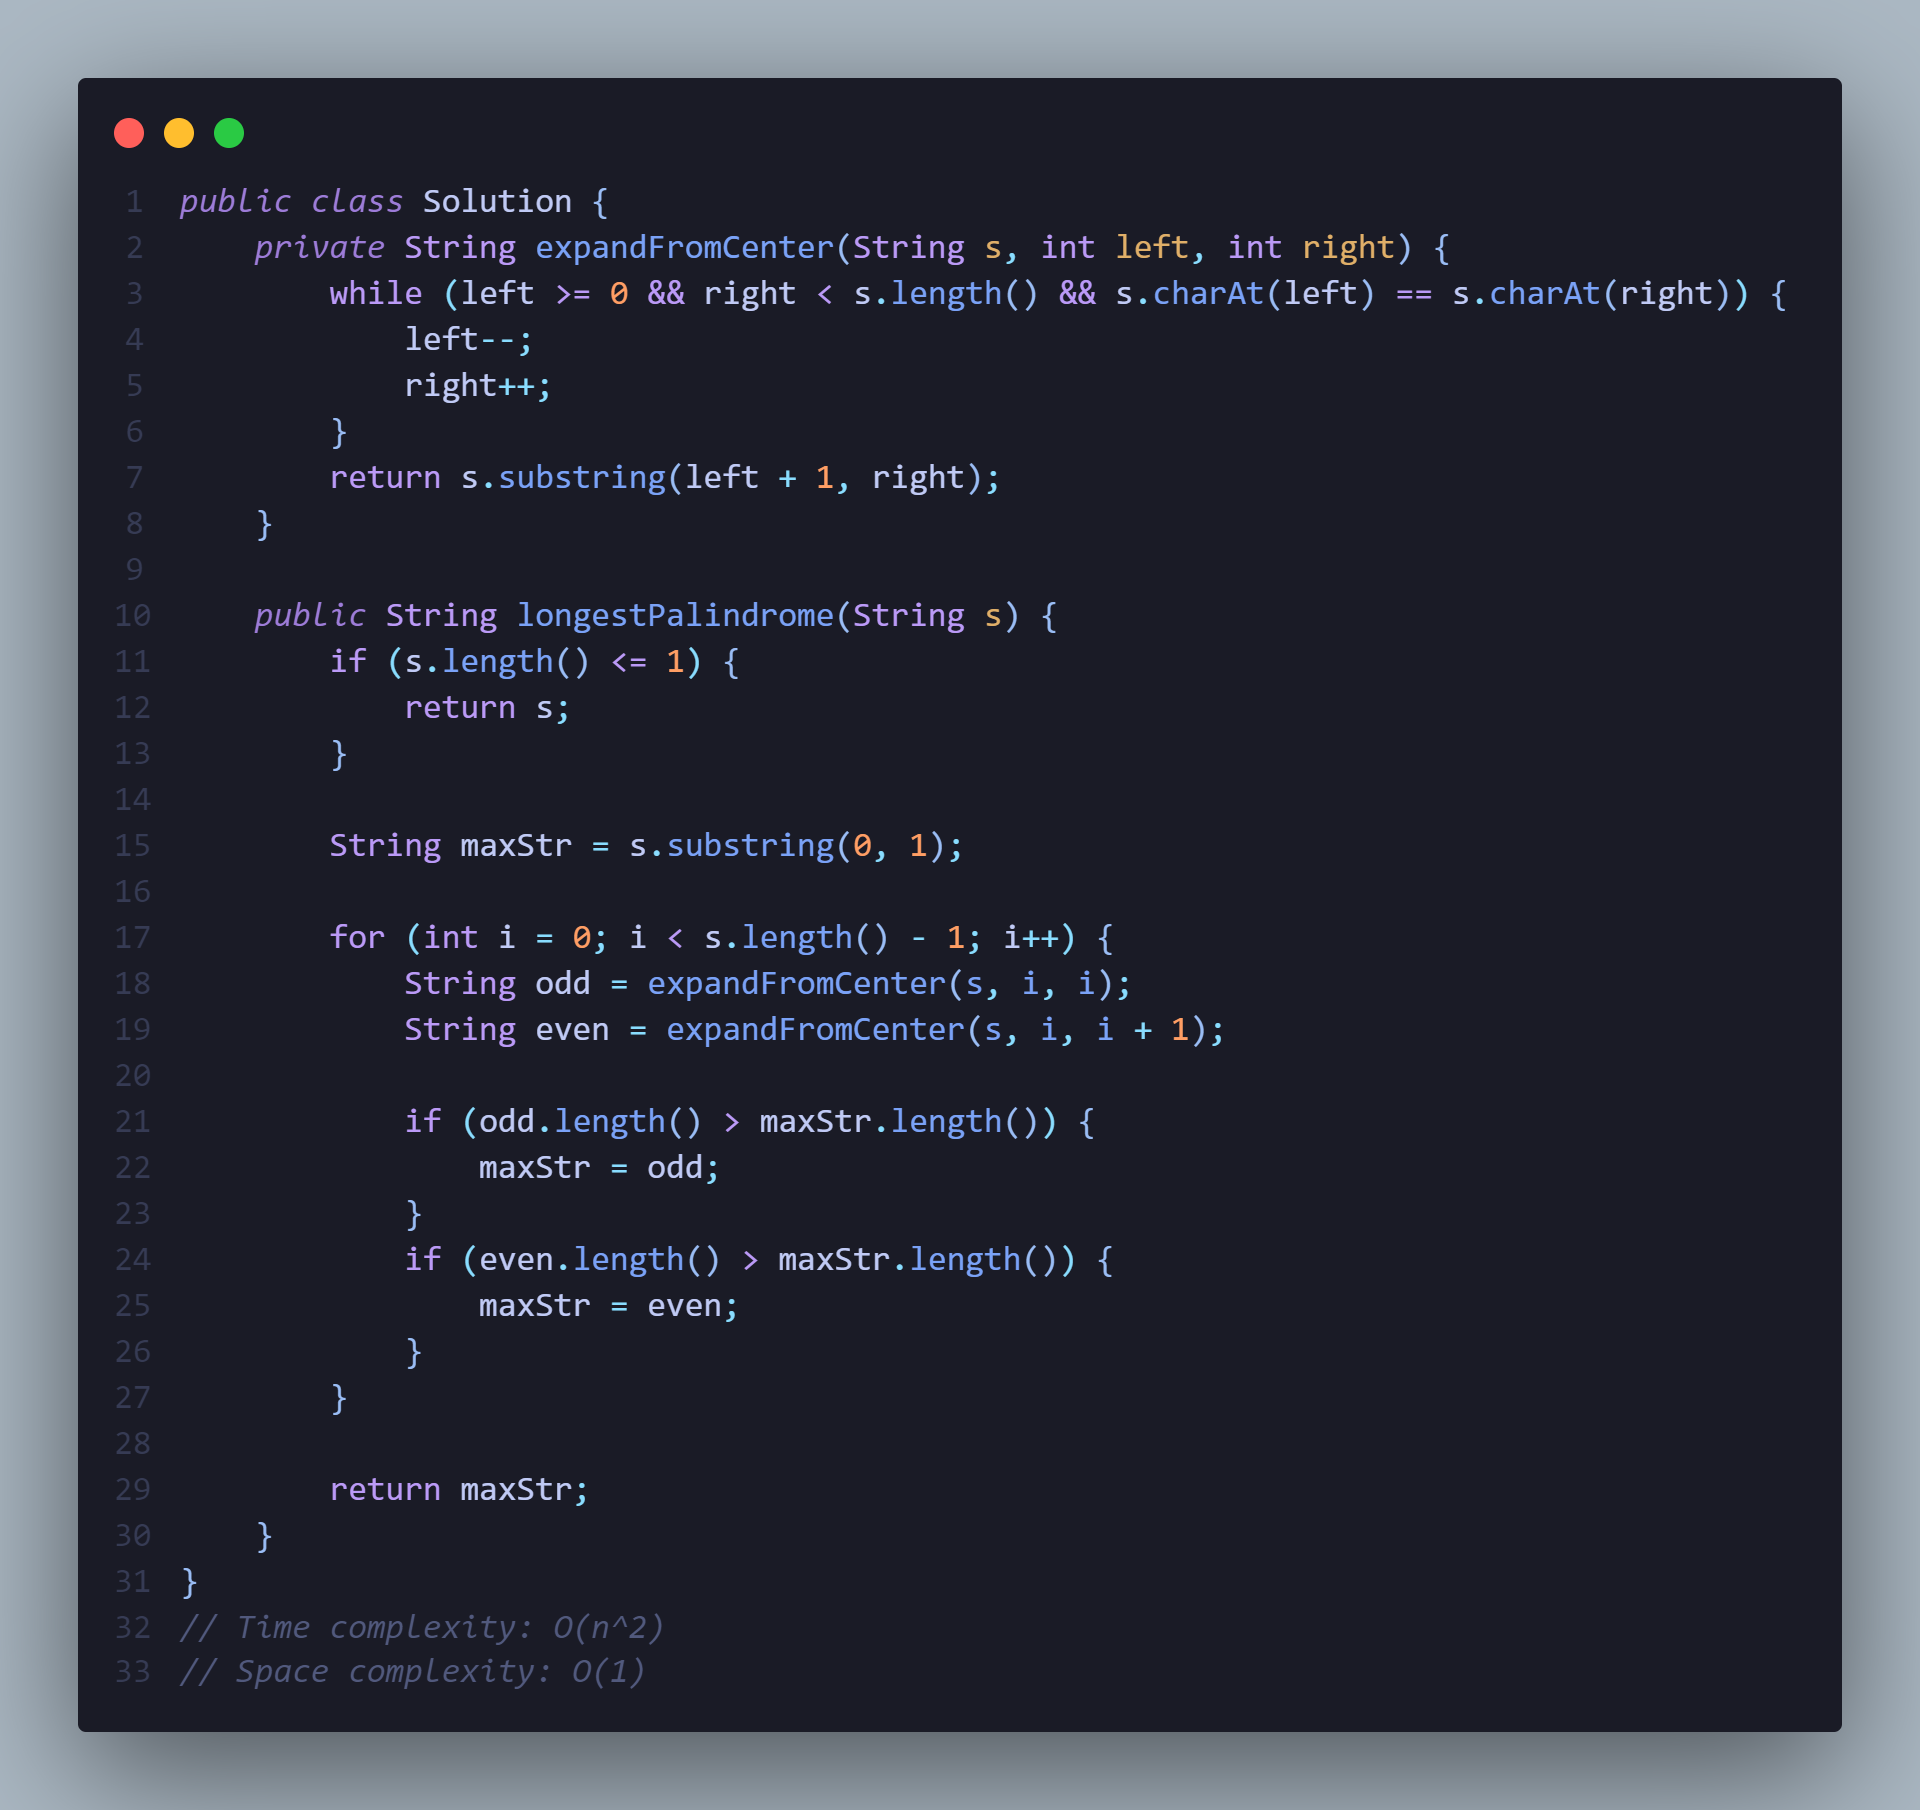 1 public class Solution {
2     private String expandFromCenter(String s, int left, int right) {
3         while (left >= 0 && right < s.length() && s.charAt(left) == s.charAt(right)) {
4             left--;
5             right++;
6         }
7         return s.substring(left + 1, right);
8     }
9
10     public String longestPalindrome(String s) {
11         if (s.length() <= 1) {
12             return s;
13         }
14
15         String maxStr = s.substring(0, 1);
16
17         for (int i = 0; i < s.length() - 1; i++) {
18             String odd = expandFromCenter(s, i, i);
19             String even = expandFromCenter(s, i, i + 1);
20
21             if (odd.length() > maxStr.length()) {
22                 maxStr = odd;
23             }
24             if (even.length() > maxStr.length()) {
25                 maxStr = even;
26             }
27         }
28
29         return maxStr;
30     }
31 }
32 // Time complexity: O(n^2)
33 // Space complexity: O(1)